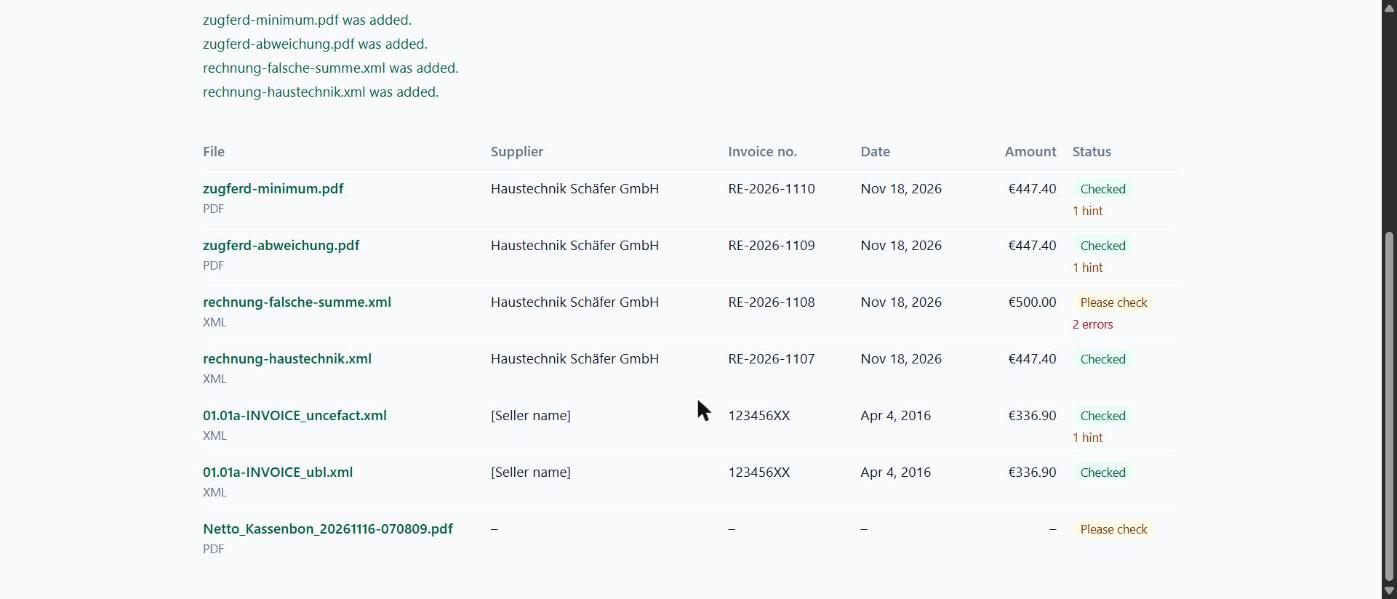 zugferd-minimum.pdf was added.
zugferd-abweichung.pdf was added.
rechnung-falsche-summe.xml was added.
rechnung-haustechnik.xml was added.
File Supplier Invoice no. Date Amount Status
zugferd-minimum.pdf Haustechnik Schäfer GmbH RE-2026-1110 Nov 18, 2026 €447.40 Checked
PDF 1 hint
zugferd-abweichung.pdf Haustechnik Schäfer GmbH RE-2026-1109 Nov 18, 2026 €447.40 Checked
PDF 1 hint
rechnung-falsche-summe.xml Haustechnik Schäfer GmbH RE-2026-1108 Nov 18, 2026 €500.00 Please check
XML 2 errors
rechnung-haustechnik.xml Haustechnik Schäfer GmbH RE-2026-1107 Nov 18, 2026 €447.40 Checked
XML
01.01a-INVOICE_uncefact.xml [Seller name] 123456XX Apr 4, 2016 €336.90 Checked
XML 1 hint
01.01a-INVOICE_ubl.xml [Seller name] 123456XX Apr 4, 2016 €336.90 Checked
XML
Netto_Kassenbon_20261116-070809.pdf – – – – Please check
PDF